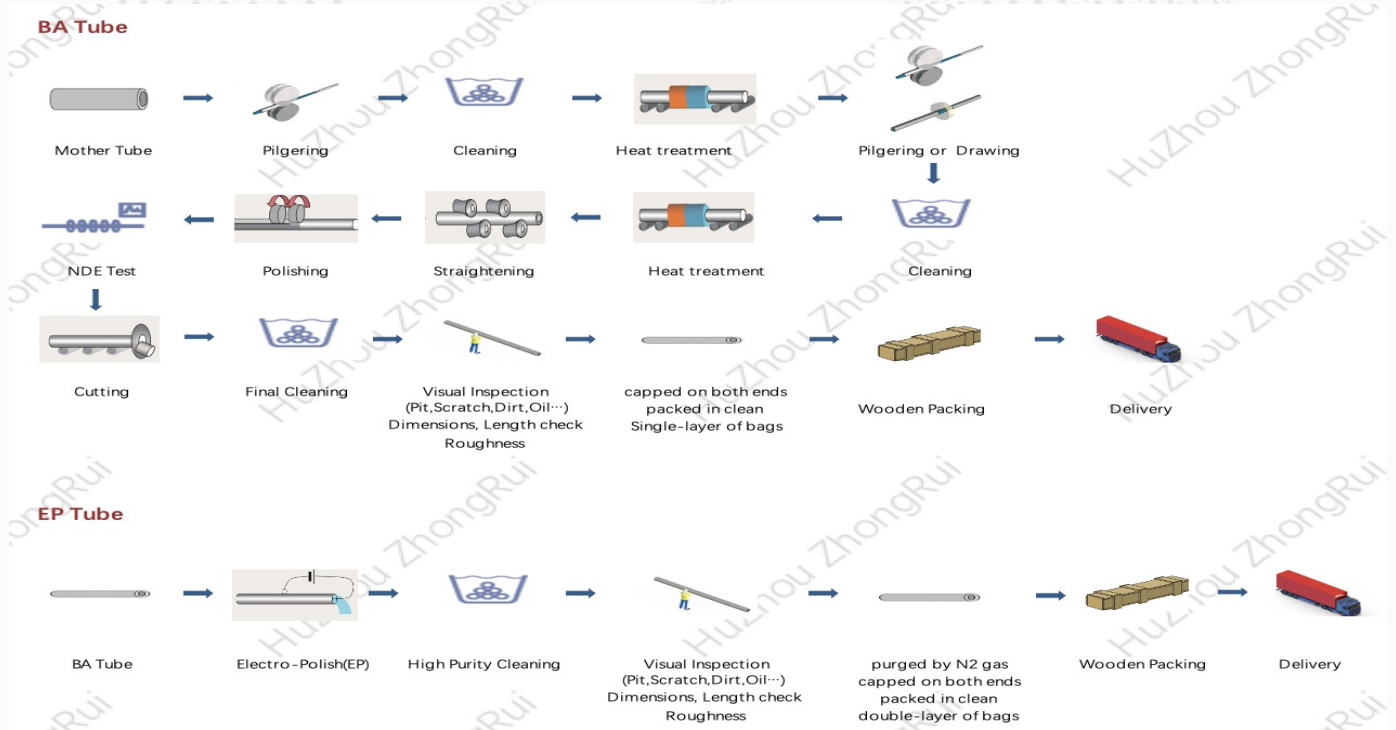 BA Tube
Mother Tube
Pilgering
Cleaning
Heat treatment
Pilgering or Drawing
Cleaning
Heat treatment
Straightening
Polishing
NDE Test
Cutting
Final Cleaning
Visual Inspection
(Pit,Scratch,Dirt,Oil···)
Dimensions, Length check
Roughness
capped on both ends
packed in clean
Single-layer of bags
Wooden Packing
Delivery
EP Tube
BA Tube
Electro-Polish(EP)
High Purity Cleaning
Visual Inspection
(Pit,Scratch,Dirt,Oil···)
Dimensions, Length check
Roughness
purged by N2 gas
capped on both ends
packed in clean
double-layer of bags
Wooden Packing
Delivery
HuZhou ZhongRui